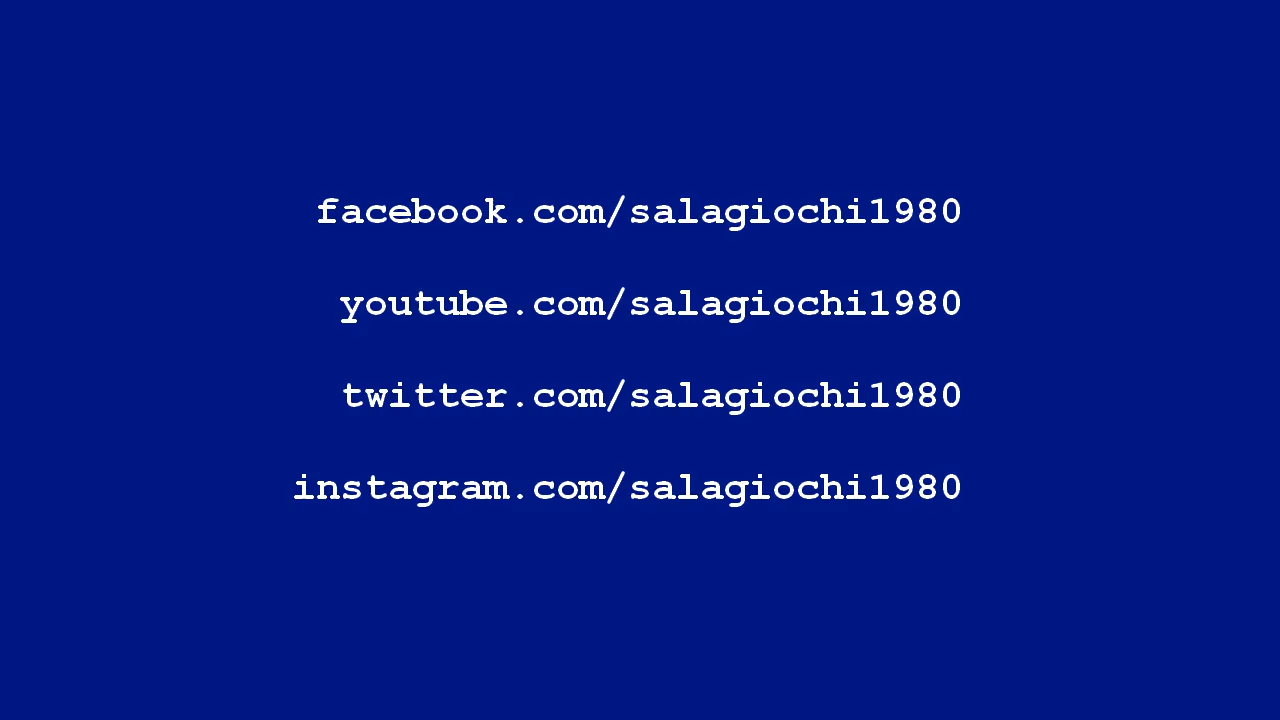 facebook.com/salagiochi1980
youtube.com/salagiochi1980
twitter.com/salagiochi1980
instagram.com/salagiochi1980